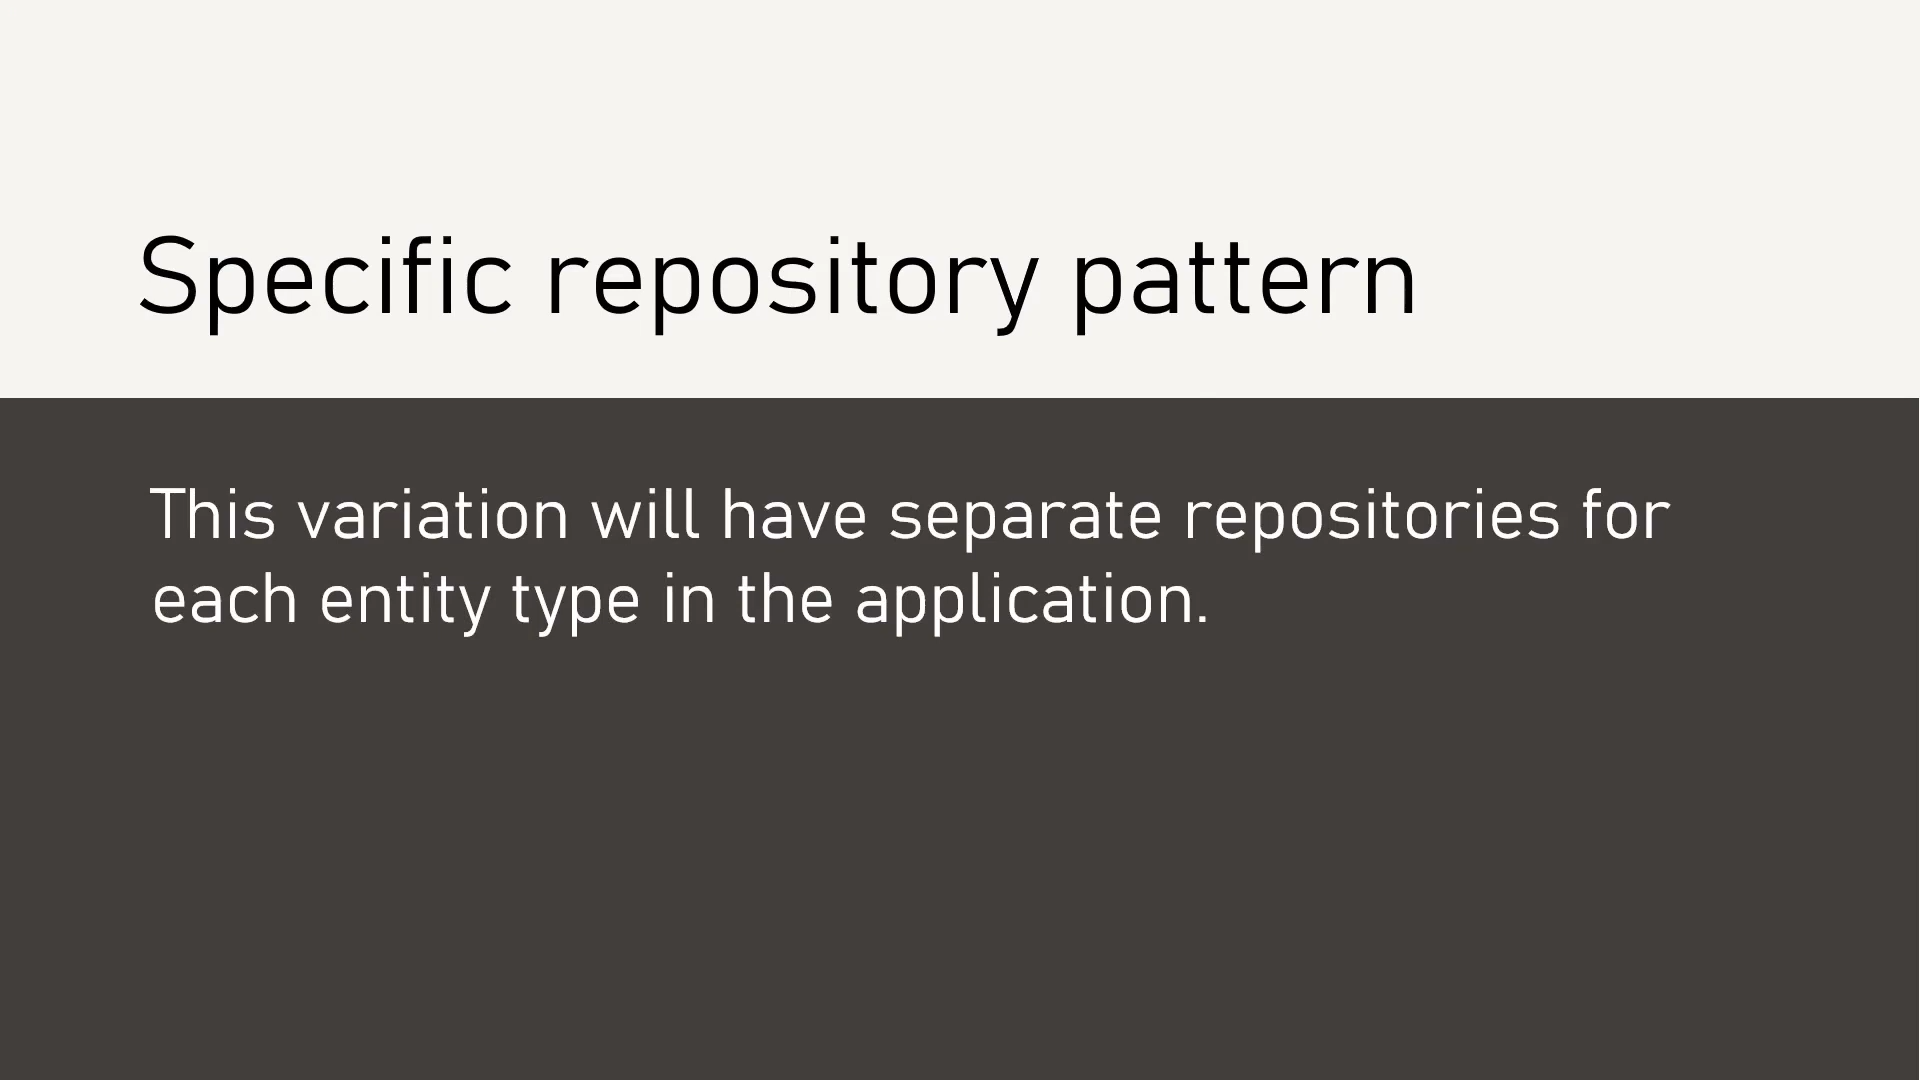 Specific repository pattern
This variation will have separate repositories for
each entity type in the application.